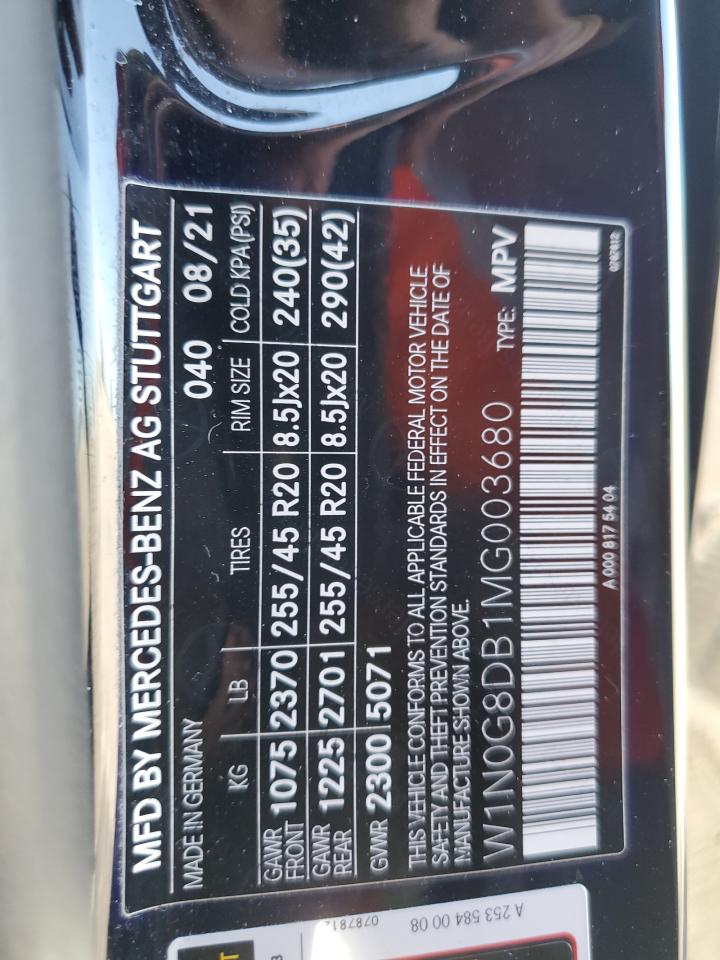 MFD BY MERCEDES-BENZ AG STUTTGART
MADE IN GERMANY 040 08/21
KG LB TIRES RIM SIZE COLD KPA(PSI)
GAWR FRONT 1075 2370 255/45 R20 8.5Jx20 240(35)
GAWR REAR 1225 2701 255/45 R20 8.5Jx20 290(42)
GVWR 2300 5071
THIS VEHICLE CONFORMS TO ALL APPLICABLE FEDERAL MOTOR VEHICLE
SAFETY AND THEFT PREVENTION STANDARDS IN EFFECT ON THE DATE OF
MANUFACTURE SHOWN ABOVE.
W1N0G8DB1MG003680 TYPE: MPV
A 000 817 54 04 0787812
A 253 584 00 08